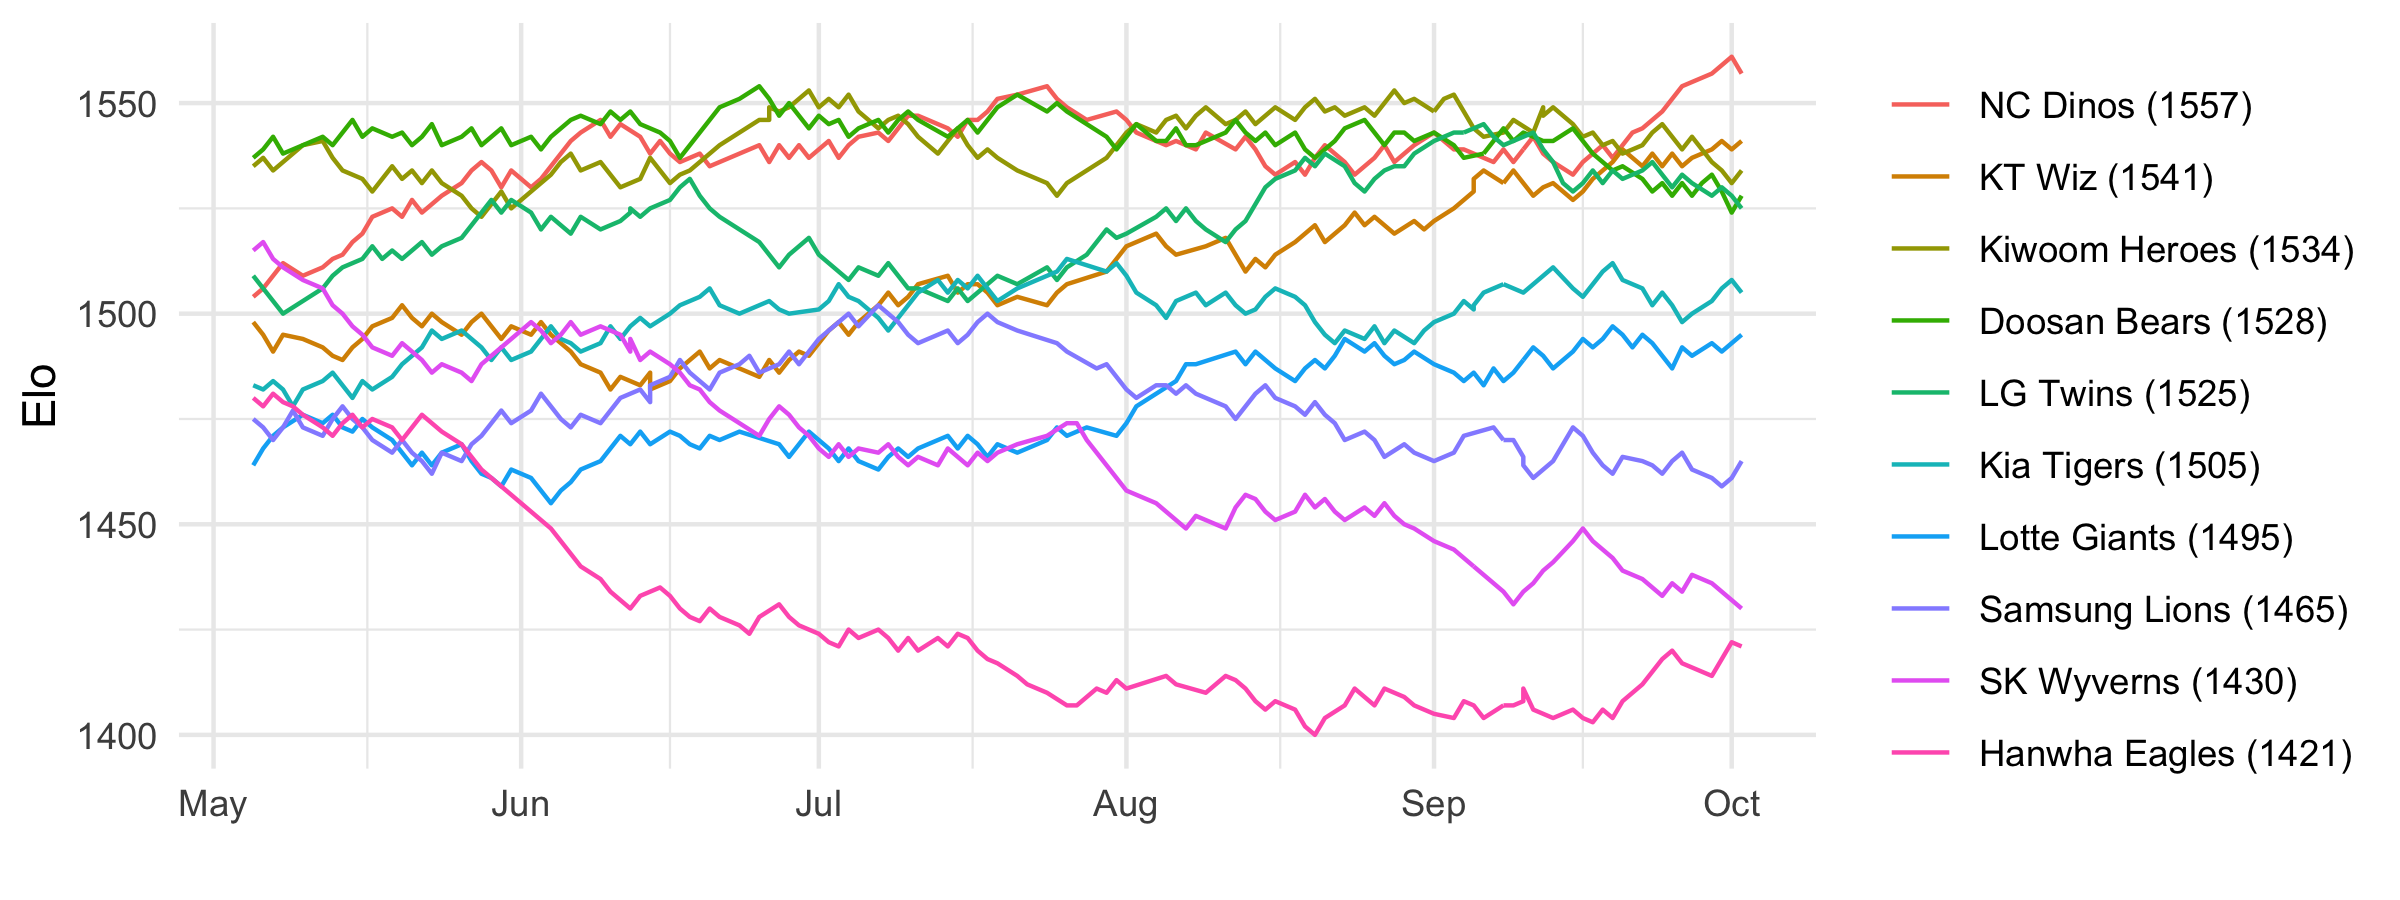 Elo
1550
1500
1450
1400
May Jun Jul Aug Sep Oct
NC Dinos (1557)
KT Wiz (1541)
Kiwoom Heroes (1534)
Doosan Bears (1528)
LG Twins (1525)
Kia Tigers (1505)
Lotte Giants (1495)
Samsung Lions (1465)
SK Wyverns (1430)
Hanwha Eagles (1421)